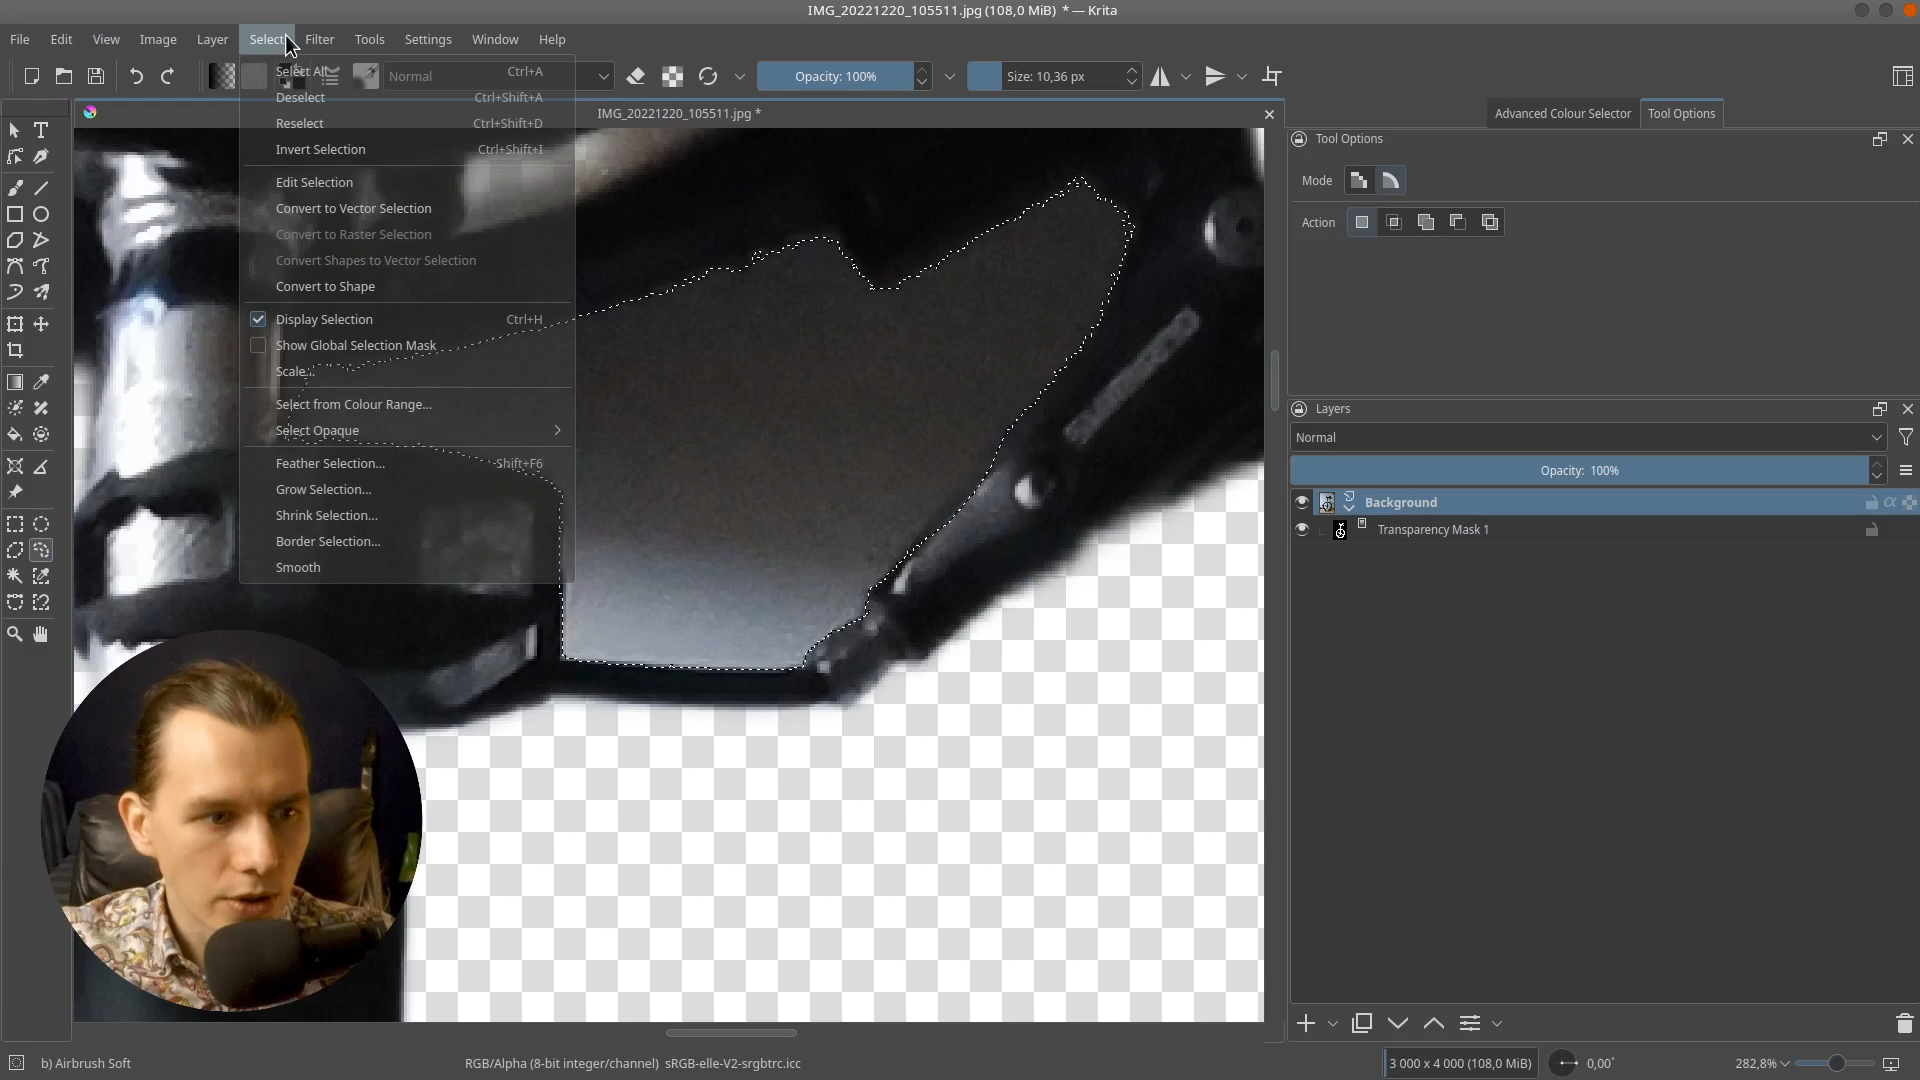 IMG_20221220_105511.jpg (108,0 MiB) * — Krita
File Edit View Image Layer Select Filter Tools Settings Window Help
Normal
Opacity: 100%
Size: 10,36 px
IMG_20221220_105511.jpg *
Select All Ctrl+A
Deselect Ctrl+Shift+A
Reselect Ctrl+Shift+D
Invert Selection Ctrl+Shift+I
Edit Selection
Convert to Vector Selection
Convert to Raster Selection
Convert Shapes to Vector Selection
Convert to Shape
Display Selection Ctrl+H
Show Global Selection Mask
Scale...
Select from Colour Range...
Select Opaque
Feather Selection... Shift+F6
Grow Selection...
Shrink Selection...
Border Selection...
Smooth
Advanced Colour Selector Tool Options
Tool Options
Mode
Action
Layers
Normal
Opacity: 100%
Background
Transparency Mask 1
b) Airbrush Soft
RGB/Alpha (8-bit integer/channel) sRGB-elle-V2-srgbtrc.icc
3 000 x 4 000 (108,0 MiB)
0,00°
282,8%